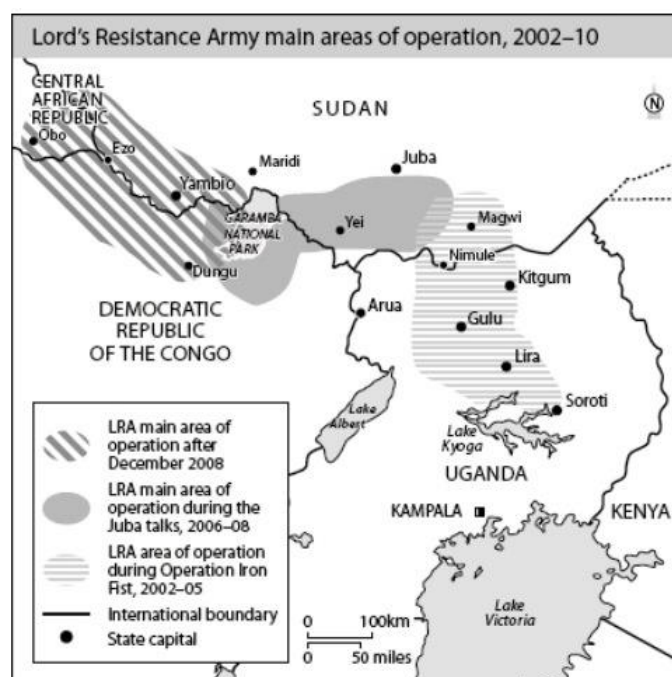 Lord's Resistance Army main areas of operation, 2002–10
CENTRAL
AFRICAN
REPUBLIC
SUDAN
N
Obo
Ezo
Maridi
Juba
Yambio
GARAMBA
NATIONAL
PARK
Yei
Magwi
Dungu
Nimule
Kitgum
DEMOCRATIC
REPUBLIC
OF THE CONGO
Arua
Gulu
Lira
Soroti
Lake
Albert
Lake
Kyoga
UGANDA
KAMPALA
KENYA
Lake
Victoria
LRA main area of
operation after
December 2008
LRA main area of
operation during the
Juba talks, 2006–08
LRA area of operation
during Operation Iron
Fist, 2002–05
International boundary
State capital
0 100km
0 50 miles